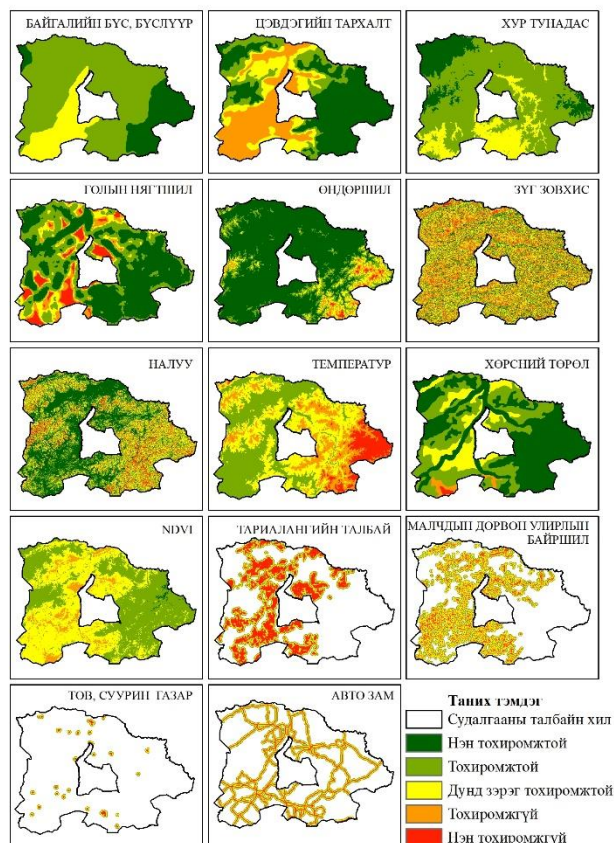 БАЙГАЛИЙН БҮС, БҮСЛҮҮР
ЦЭВДЭГИЙН ТАРХАЛТ
ХУР ТУНАДАС
ГОЛЫН НЯГТШИЛ
ӨНДӨРШИЛ
ЗҮГ ЗОВХИС
НАЛУУ
ТЕМПЕРАТУР
ХӨРСНИЙ ТӨРӨЛ
NDVI
ТАРИАЛАНГИЙН ТАЛБАЙ
МАЛЧДЫН ДӨРВӨН УЛИРЛЫН
БАЙРШИЛ
ТӨВ, СУУРИН ГАЗАР
АВТО ЗАМ
Таних тэмдэг
Судалгааны талбайн хил
Нэн тохиромжтой
Тохиромжтой
Дунд зэрэг тохиромжтой
Тохиромжгүй
Нэн тохиромжгүй